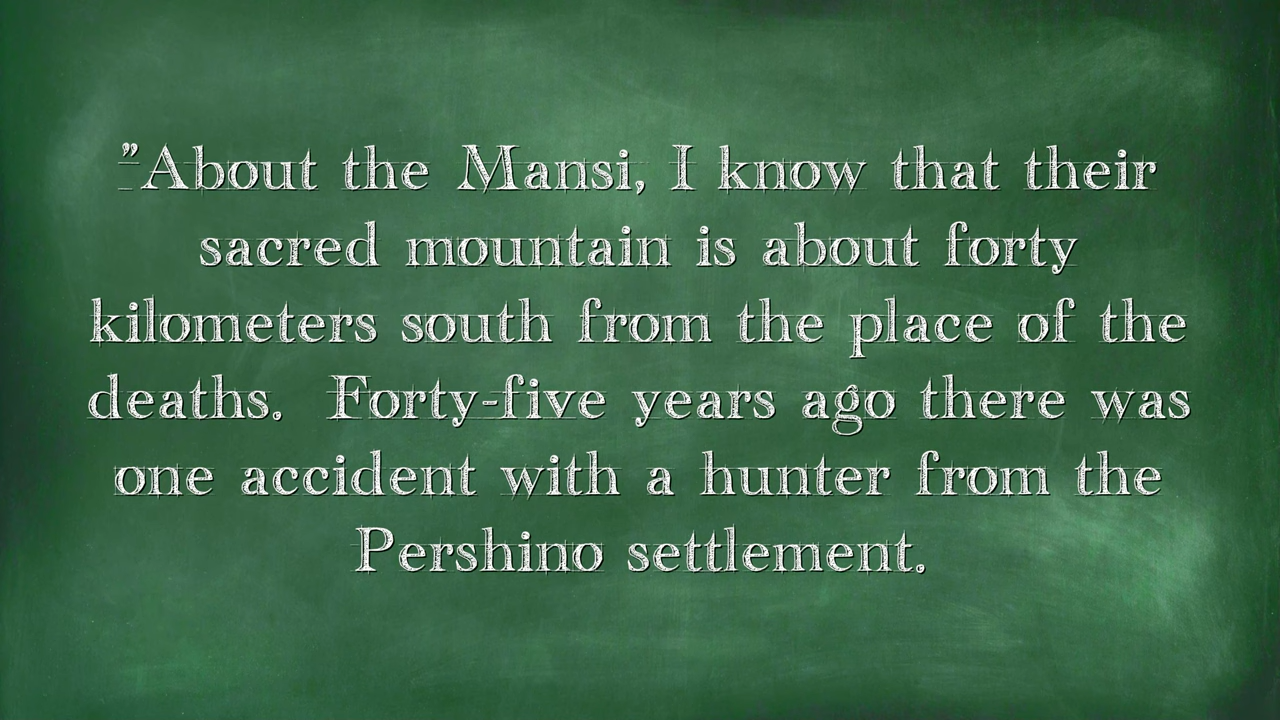 "About the Mansi, I know that their
sacred mountain is about forty
kilometers south from the place of the
deaths.  Forty-five years ago there was
one accident with a hunter from the
Pershino settlement.